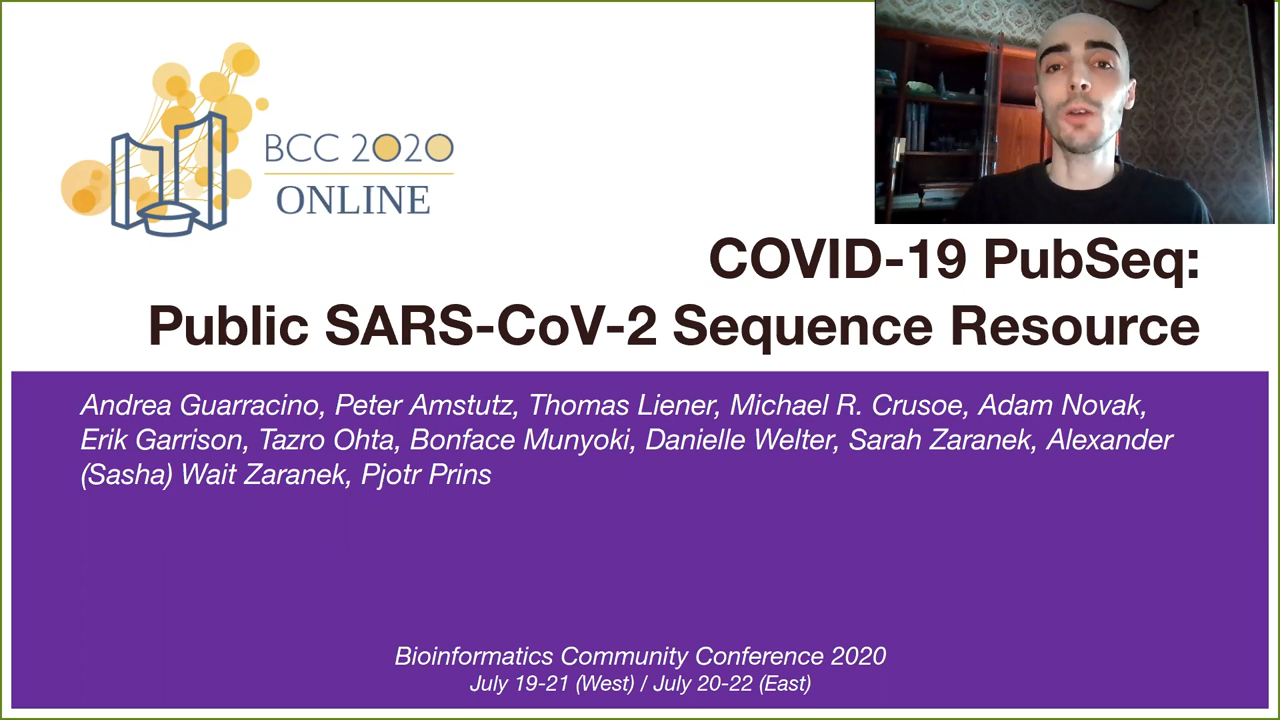 BCC 2020
ONLINE
COVID-19 PubSeq:
Public SARS-CoV-2 Sequence Resource
Andrea Guarracino, Peter Amstutz, Thomas Liener, Michael R. Crusoe, Adam Novak,
Erik Garrison, Tazro Ohta, Bonface Munyoki, Danielle Welter, Sarah Zaranek, Alexander
(Sasha) Wait Zaranek, Pjotr Prins
Bioinformatics Community Conference 2020
July 19-21 (West) / July 20-22 (East)